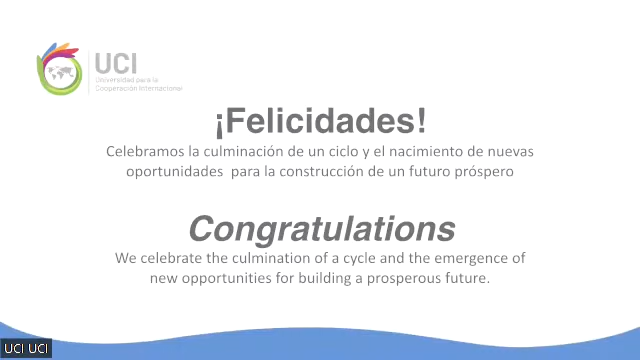 UCI
Universidad para la
Cooperación Internacional
¡Felicidades!
Celebramos la culminación de un ciclo y el nacimiento de nuevas
oportunidades para la construcción de un futuro próspero
Congratulations
We celebrate the culmination of a cycle and the emergence of
new opportunities for building a prosperous future.
UCI UCI